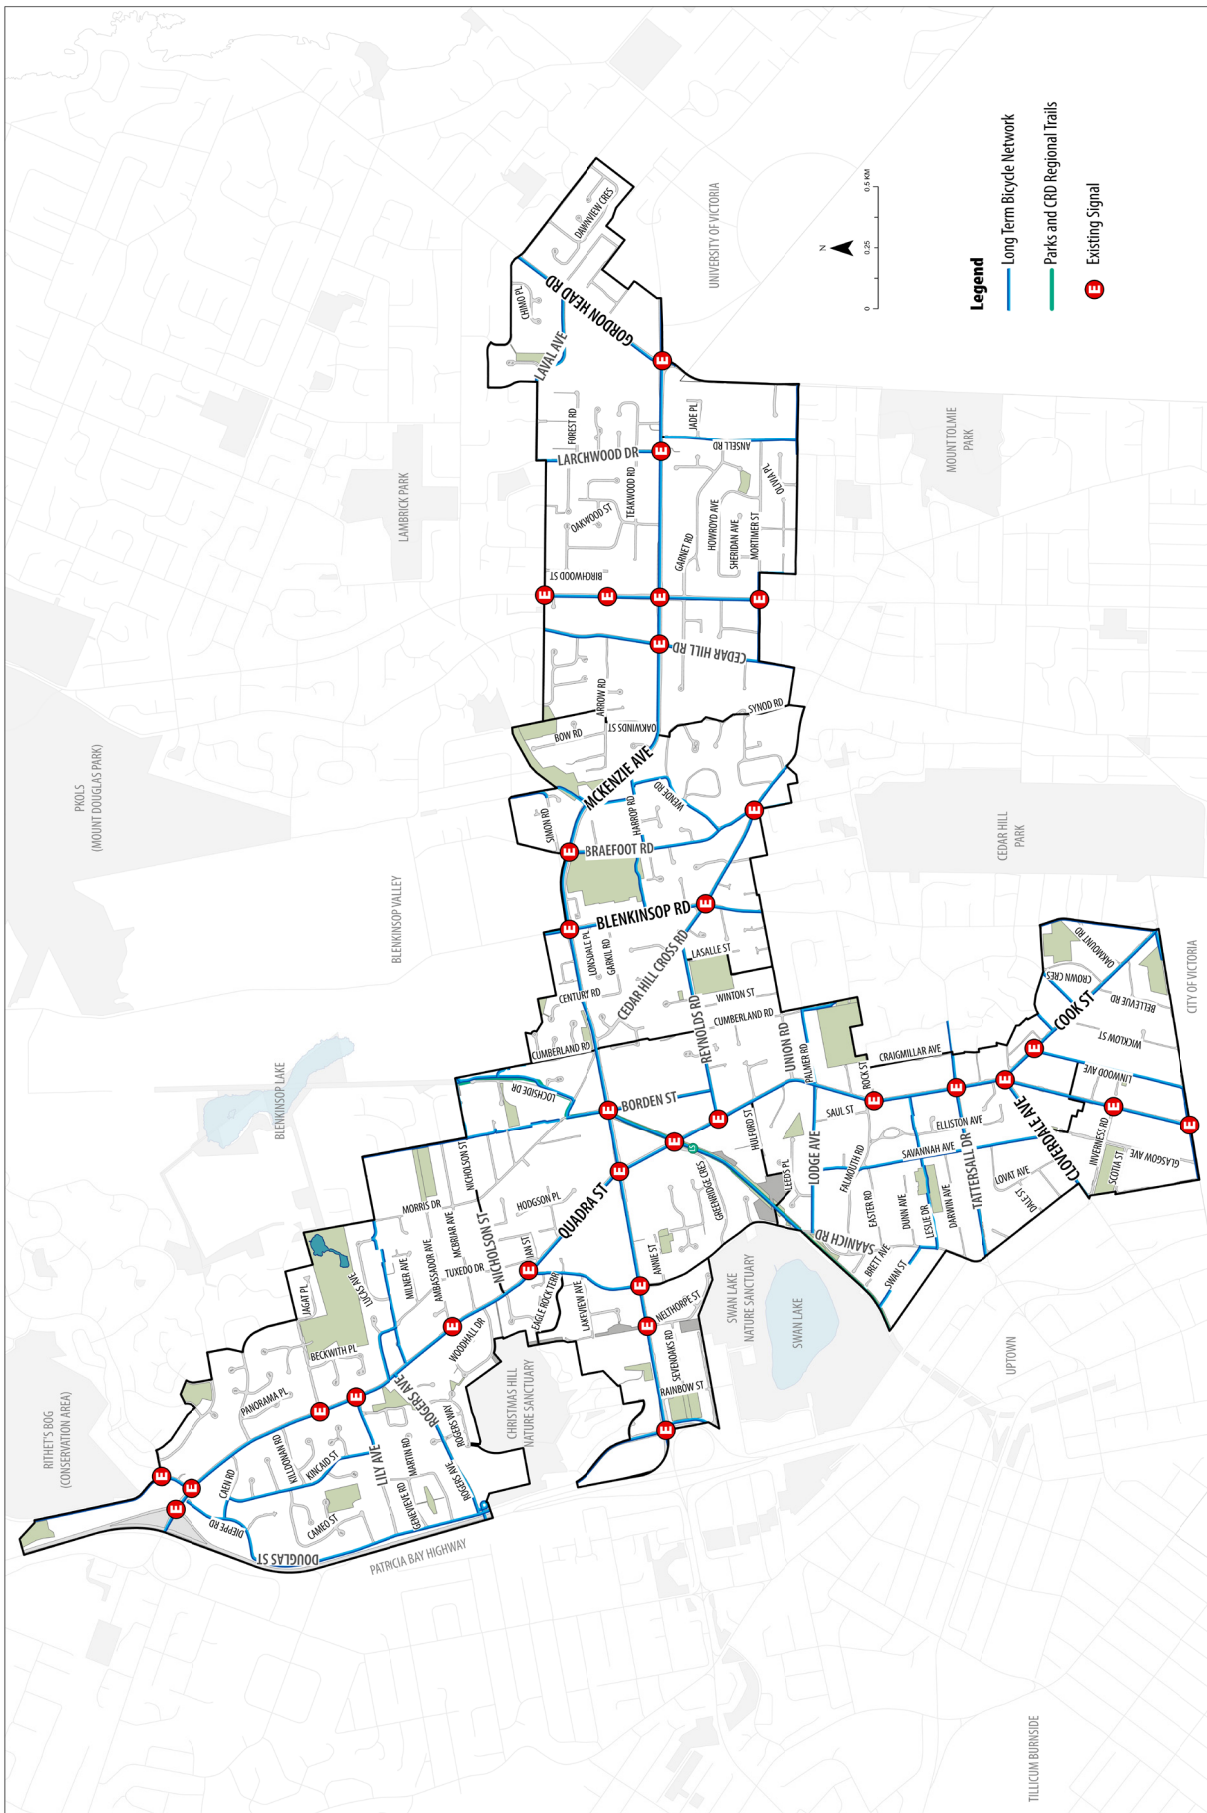 RITHET'S BOG
(CONSERVATION AREA)
PKOLS
(MOUNT DOUGLAS PARK)
BLENKINSOP VALLEY
BLENKINSOP LAKE
LAMBRICK PARK
UNIVERSITY OF VICTORIA
MOUNT TOLMIE
PARK
CEDAR HILL
PARK
CITY OF VICTORIA
CHRISTMAS HILL
NATURE SANCTUARY
SWAN LAKE
NATURE SANCTUARY
SWAN LAKE
UPTOWN
TILLICUM BURNSIDE
PATRICIA BAY HIGHWAY
DOUGLAS ST
DIEPPE RD
CAEN RD
PANORAMA PL
KILLDONAN RD
KINCAID ST
CAMEO ST
LILY AVE
GENEVIEVE RD
MARTIN RD
ROGERS AVE
ROGERS AVE
ROGERS WAY
BECKWITH PL
JAGAT PL
LUCAS AVE
MILNER AVE
AMBASSADOR AVE
MCBRIAR AVE
MORRIS DR
NICHOLSON ST
NICHOLSON ST
TUXEDO DR
WOODHALL DR
IAN ST
HODGSON PL
QUADRA ST
EAGLE ROCK TERR
LAKEVIEW AVE
ANNIE ST
NELTHORPE ST
SEVENOAKS RD
RAINBOW ST
GREENRIDGE CRES
LOCHSIDE DR
BORDEN ST
CUMBERLAND RD
CUMBERLAND RD
CENTURY RD
LONSDALE PL
GARKIL RD
CEDAR HILL CROSS RD
BLENKINSOP RD
LASALLE ST
WINTON ST
REYNOLDS RD
UNION RD
HULFORD ST
PALMER RD
LEEDS PL
LODGE AVE
SAUL ST
ROCK ST
FALMOUTH RD
CRAIGMILLAR AVE
ELLISTON AVE
SAVANNAH AVE
EASTER RD
DUNN AVE
LESLIE DR
DARWIN AVE
TATTERSALL DR
LOVAT AVE
DALE ST
CLOVERDALE AVE
SAANICH RD
BRETT AVE
SWAN ST
INVERNESS RD
SCOTIA ST
GLASGOW AVE
LINWOOD AVE
WICKLOW ST
BELLEVUE RD
COOK ST
CROWN CRES
OAKMOUNT RD
SIMON RD
BRAEFOOT RD
HARROP RD
WENDE RD
MCKENZIE AVE
BOW RD
ARROW RD
OAKWINDS ST
SYNOD RD
CEDAR HILL RD
BIRCHWOOD ST
OAKWOOD ST
TEAKWOOD RD
FOREST RD
LARCHWOOD DR
GARNET RD
HOWROYD AVE
SHERIDAN AVE
MORTIMER ST
OLIVIA PL
ANSELL RD
JADE PL
LAVAL AVE
CHIMO PL
GORDON HEAD RD
DAWNVIEW CRES
N
0 0.25 0.5 KM
Legend
Long Term Bicycle Network
Parks and CRD Regional Trails
E Existing Signal